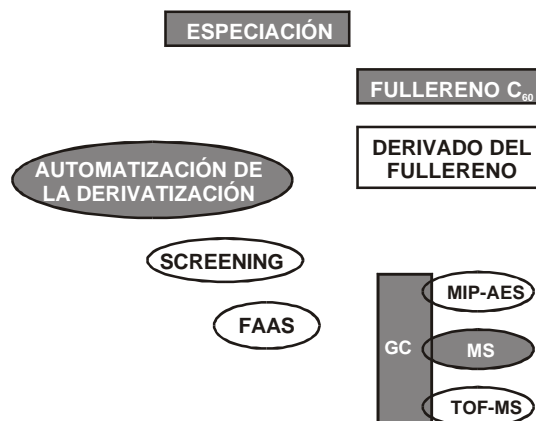 ESPECIACIÓN
FULLERENO C₆₀
DERIVADO DEL
FULLERENO
AUTOMATIZACIÓN DE
LA DERIVATIZACIÓN
SCREENING
FAAS
MIP-AES
GC
MS
TOF-MS